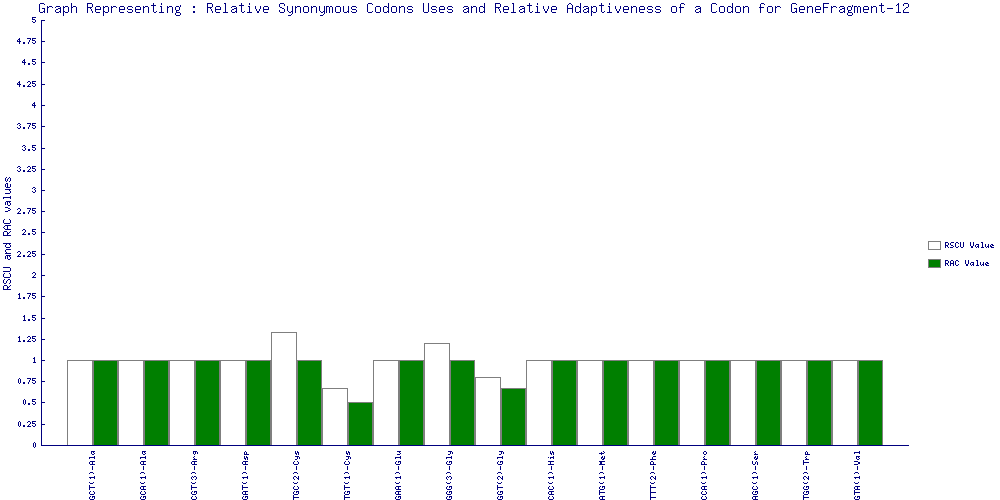 Graph Representing : Relative Synonymous Codons Uses and Relative Adaptiveness of a Codon for GeneFragment-12
5
4.75
4.5
4.25
4
3.75
3.5
3.25
3
2.75
2.5
2.25
2
1.75
1.5
1.25
1
0.75
0.5
0.25
0
RSCU and RAC values
RSCU Value
RAC Value
GCT(1)-Ala
GCA(1)-Ala
CGT(3)-Arg
GAT(1)-Asp
TGC(2)-Cys
TGT(1)-Cys
GAA(1)-Glu
GGG(3)-Gly
GGT(2)-Gly
CAC(1)-His
ATG(1)-Met
TTT(2)-Phe
CCA(1)-Pro
AGC(1)-Ser
TGG(2)-Trp
GTA(1)-Val